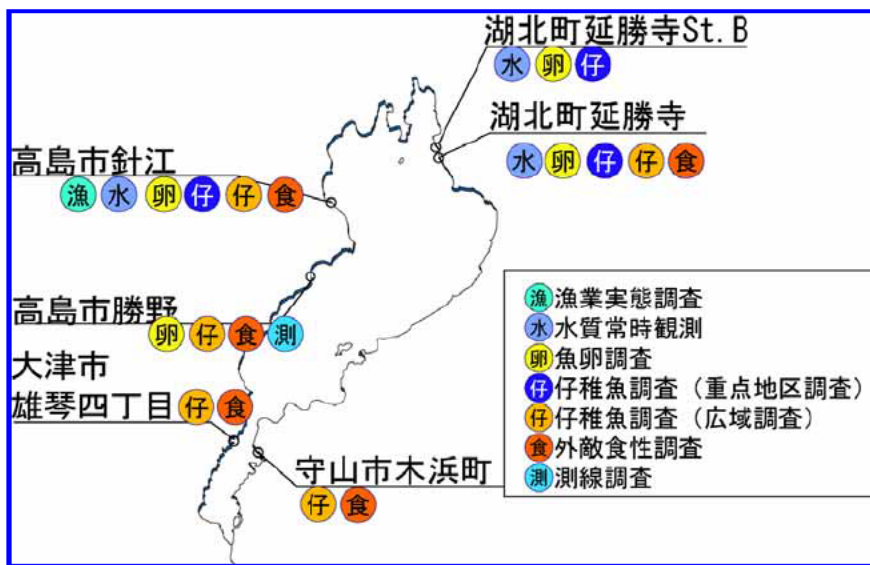 湖北町延勝寺St.B
水 卵 仔
湖北町延勝寺
水 卵 仔 仔 食
高島市針江
漁 水 卵 仔 仔 食
高島市勝野
卵 仔 食 測
大津市
雄琴四丁目 仔 食
守山市木浜町
仔 食
漁 漁業実態調査
水 水質常時観測
卵 魚卵調査
仔 仔稚魚調査（重点地区調査）
仔 仔稚魚調査（広域調査）
食 外敵食性調査
測 測線調査